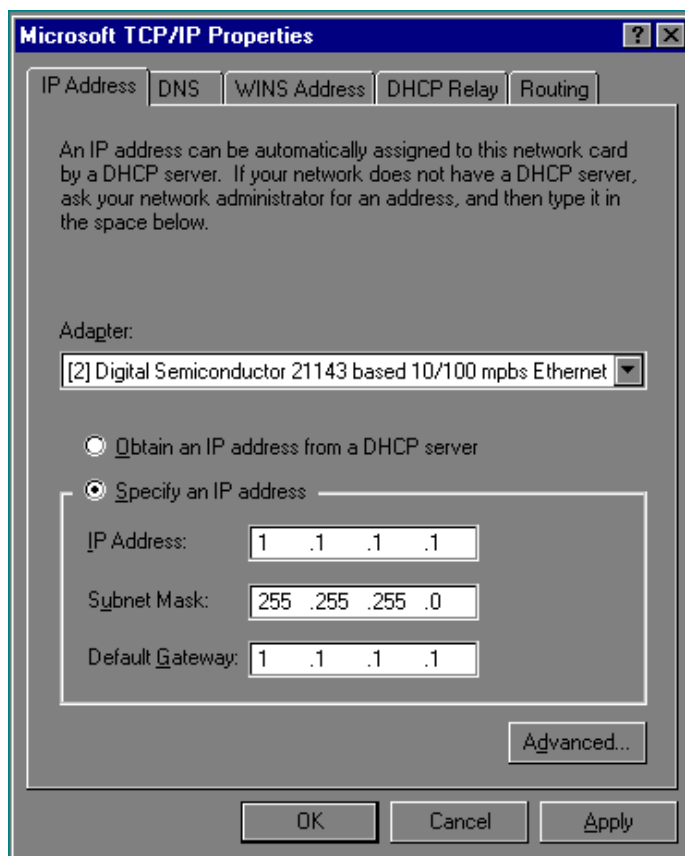 Microsoft TCP/IP Properties
? X
IP Address DNS WINS Address DHCP Relay Routing
An IP address can be automatically assigned to this network card
by a DHCP server. If your network does not have a DHCP server,
ask your network administrator for an address, and then type it in
the space below.
Adapter:
[2] Digital Semiconductor 21143 based 10/100 mpbs Ethernet
Obtain an IP address from a DHCP server
Specify an IP address
IP Address: 1 .1 .1 .1
Subnet Mask: 255 .255 .255 .0
Default Gateway: 1 .1 .1 .1
Advanced...
OK Cancel Apply